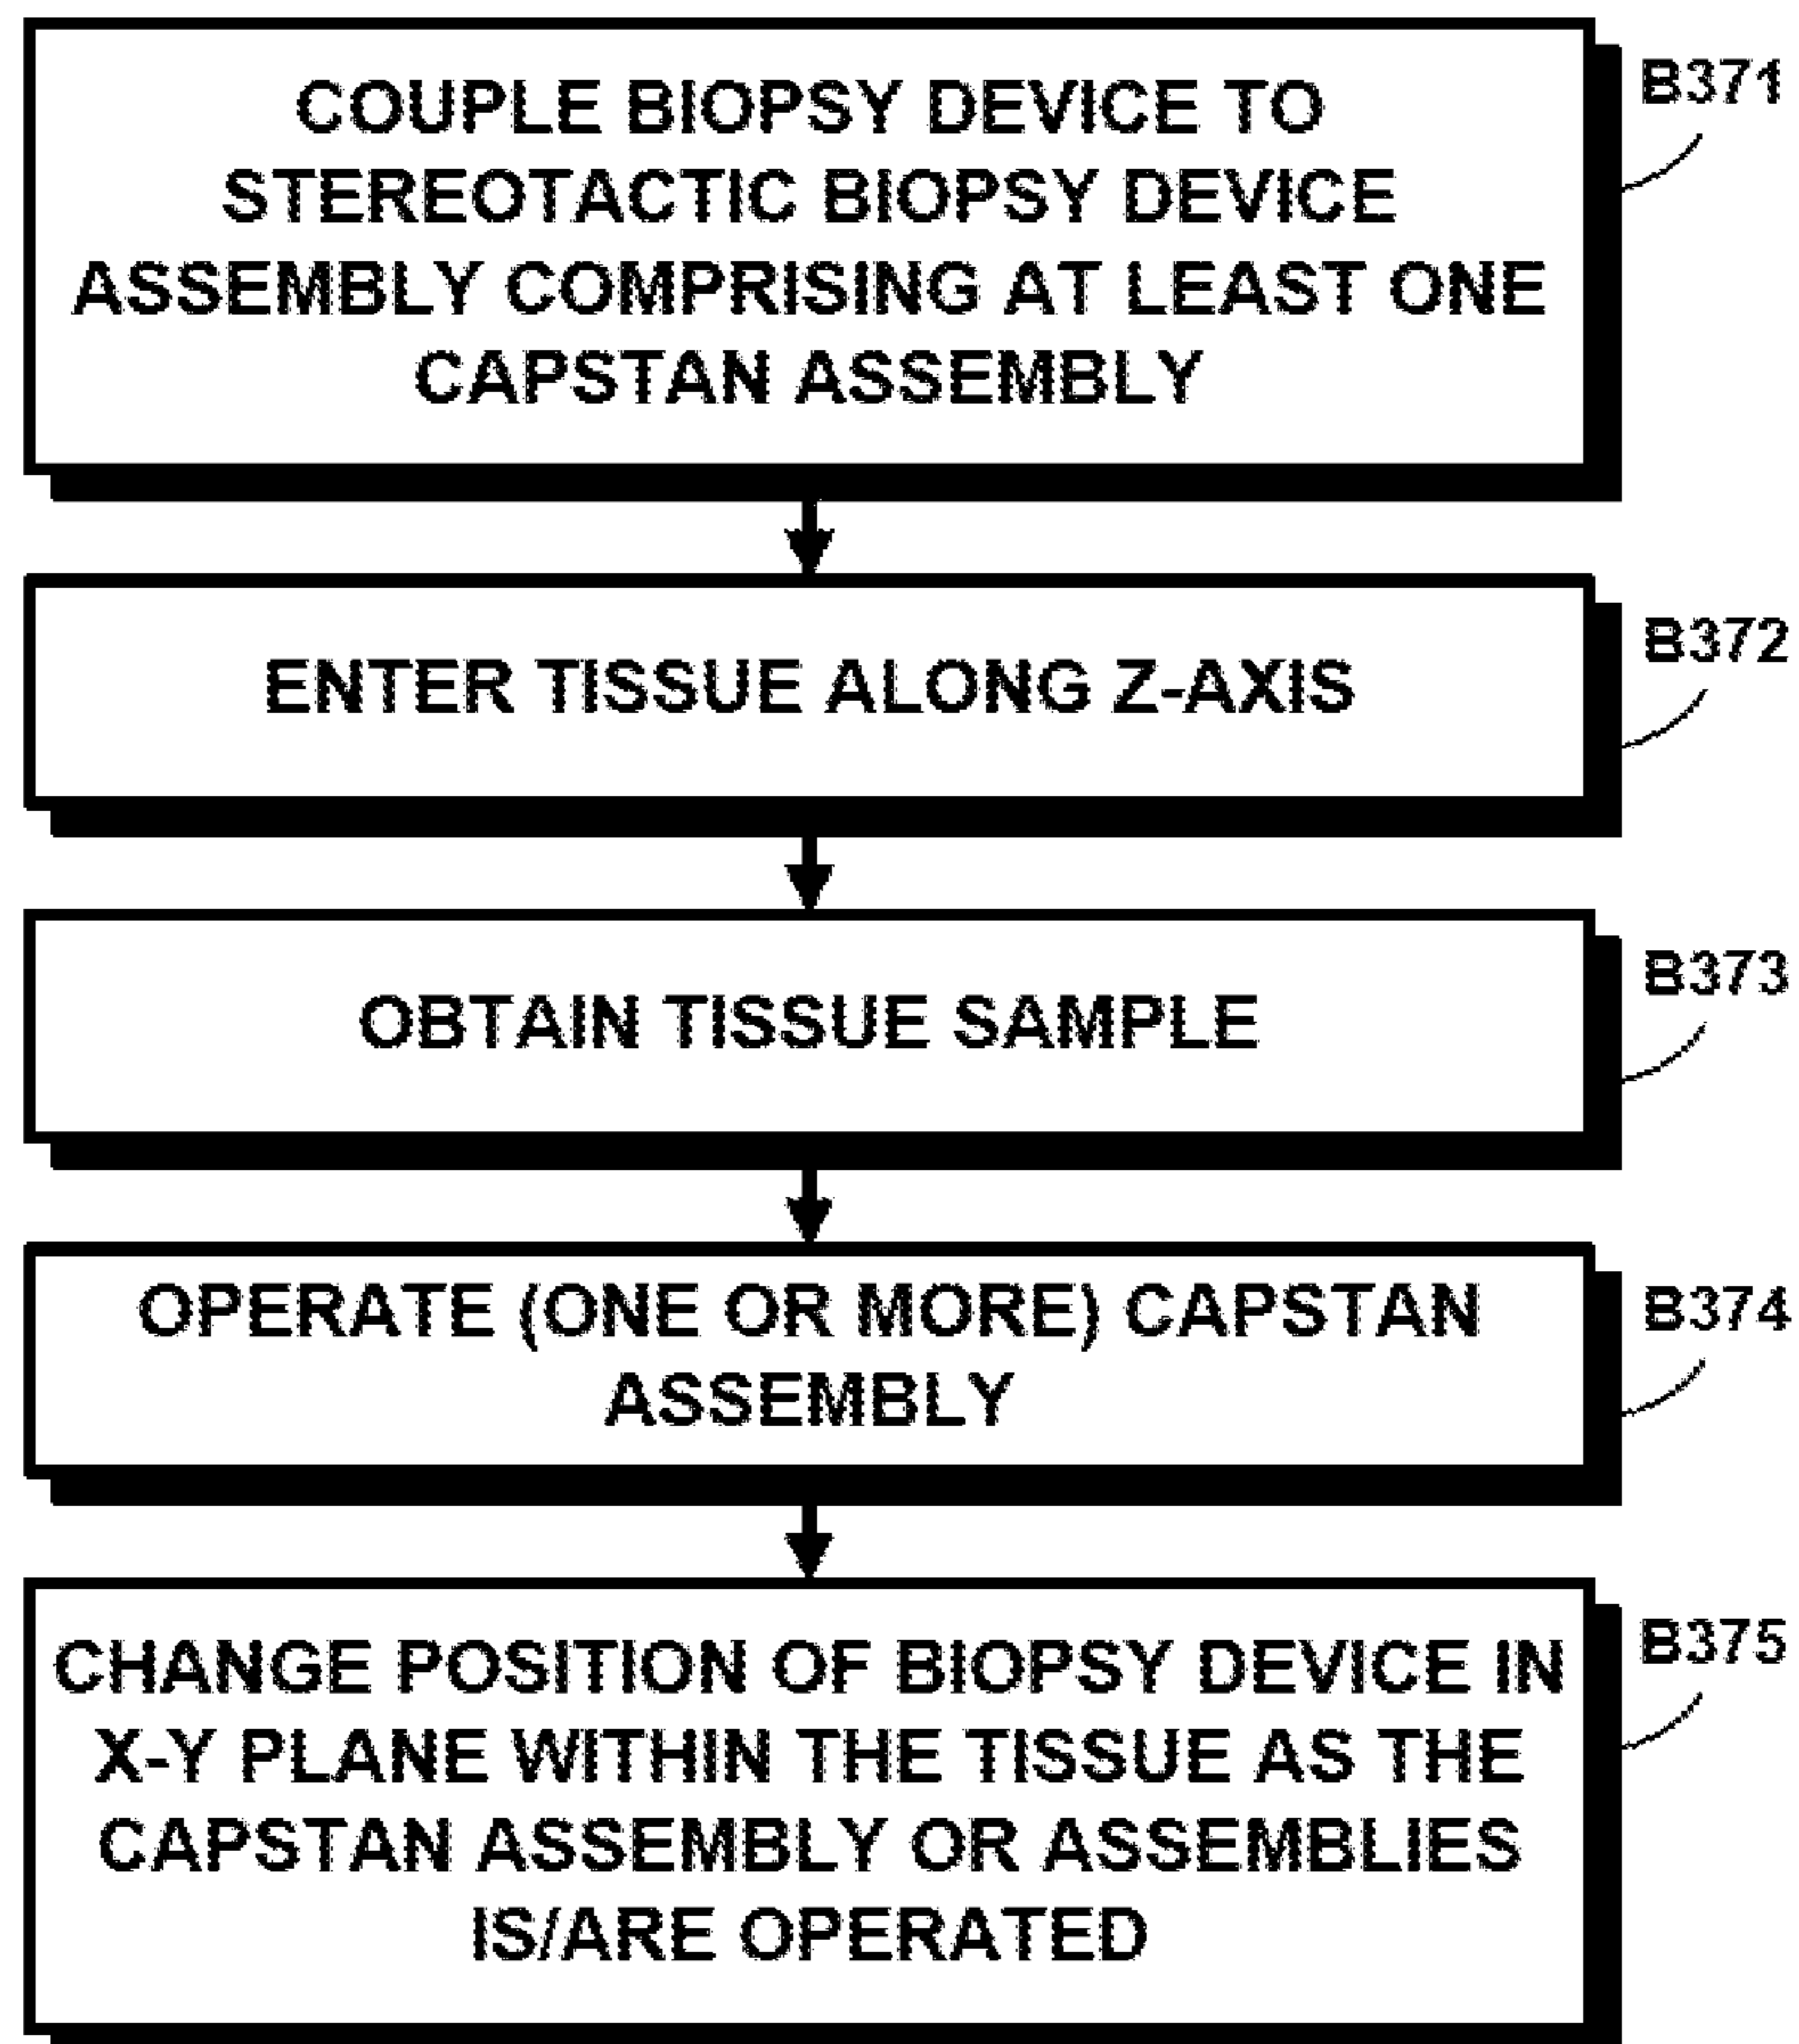 COUPLE BIOPSY DEVICE TO
STEREOTACTIC BIOPSY DEVICE
ASSEMBLY COMPRISING AT LEAST ONE
CAPSTAN ASSEMBLY
B371
ENTER TISSUE ALONG Z-AXIS
B372
OBTAIN TISSUE SAMPLE
B373
OPERATE (ONE OR MORE) CAPSTAN
ASSEMBLY
B374
CHANGE POSITION OF BIOPSY DEVICE IN
X-Y PLANE WITHIN THE TISSUE AS THE
CAPSTAN ASSEMBLY OR ASSEMBLIES
IS/ARE OPERATED
B375